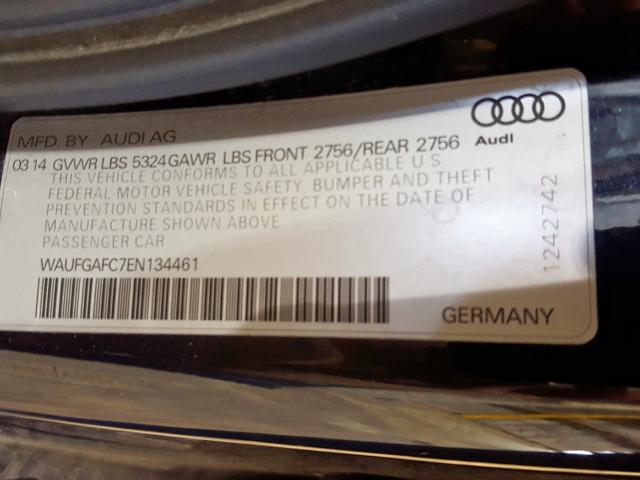 MFD. BY AUDI AG
03 14 GVWR LBS 5324 GAWR LBS FRONT 2756/REAR 2756
THIS VEHICLE CONFORMS TO ALL APPLICABLE U S
FEDERAL MOTOR VEHICLE SAFETY, BUMPER AND THEFT
PREVENTION STANDARDS IN EFFECT ON THE DATE OF
MANUFACTURE SHOWN ABOVE
PASSENGER CAR
WAUFGAFC7EN134461
GERMANY
Audi
1242742